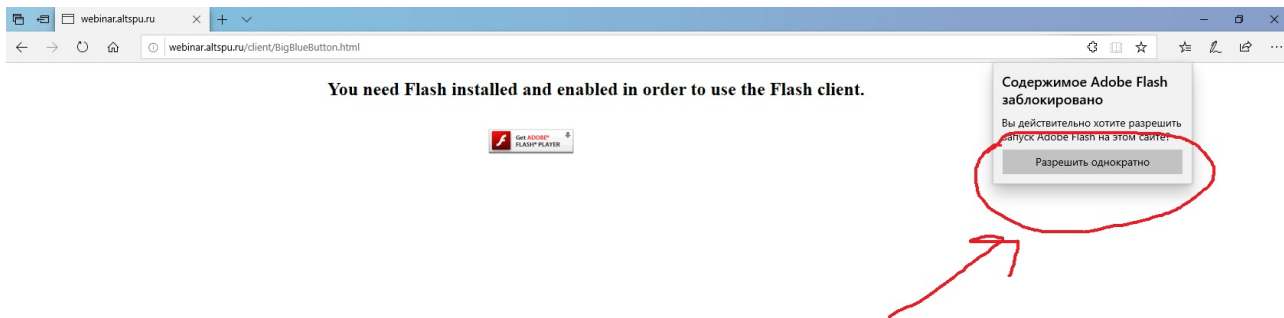 webinar.altspu.ru
webinar.altspu.ru/client/BigBlueButton.html
You need Flash installed and enabled in order to use the Flash client.
Get ADOBE®
FLASH® PLAYER
Содержимое Adobe Flash
заблокировано
Вы действительно хотите разрешить
запуск Adobe Flash на этом сайте?
Разрешить однократно